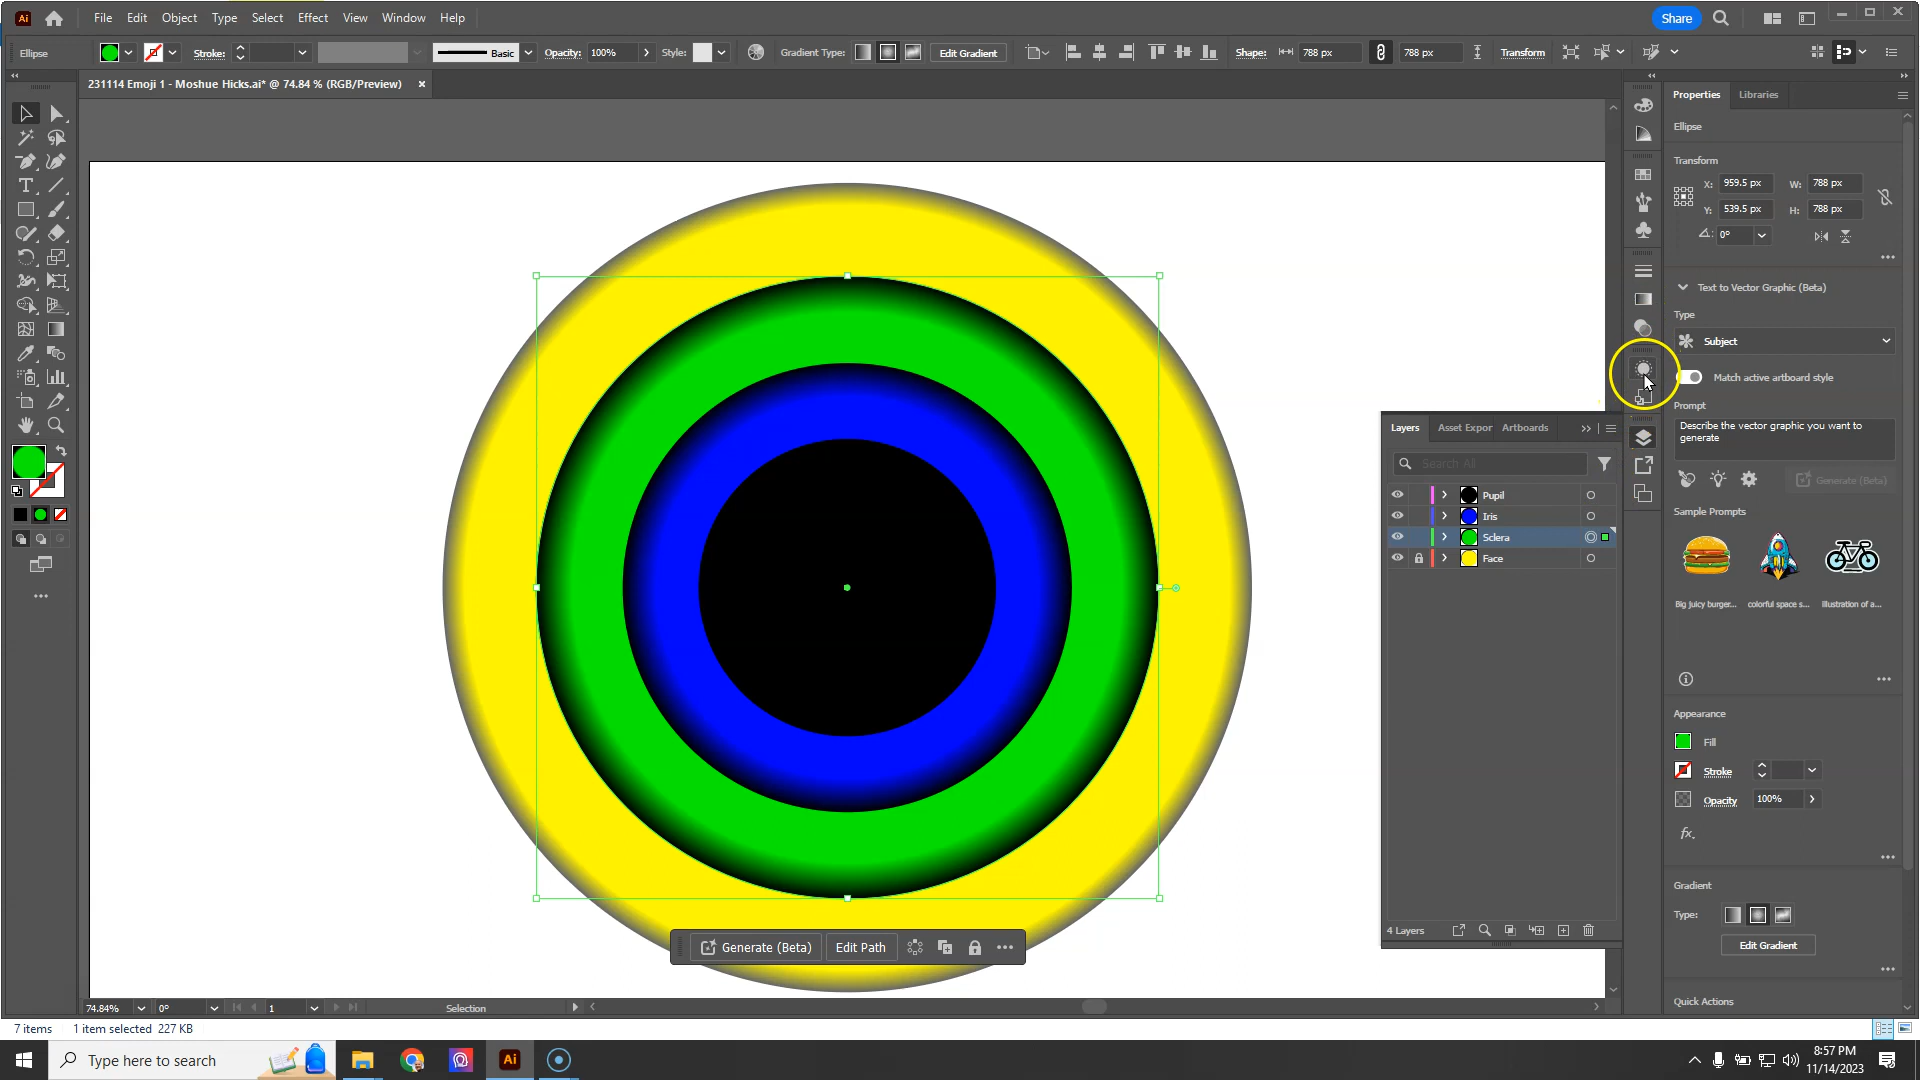 Ai
File Edit Object Type Select Effect View Window Help
Share
Ellipse
Stroke:
Basic
Opacity: 100%
Style:
Gradient Type:
Edit Gradient
Shape: 788 px 788 px
Transform
231114 Emoji 1 - Moshue Hicks.ai* @ 74.84 % (RGB/Preview)
Properties Libraries
Ellipse
Transform
X: 959.5 px W: 788 px
Y: 539.5 px H: 788 px
0°
Text to Vector Graphic (Beta)
Type
Subject
Match active artboard style
Prompt
Describe the vector graphic you want to
generate
Generate (Beta)
Sample Prompts
Big juicy burger... colorful space s... Illustration of a...
Appearance
Fill
Stroke
Opacity 100%
fx.
Gradient
Type:
Edit Gradient
Quick Actions
Layers Asset Expor Artboards
Search All
Pupil
Iris
Sclera
Face
4 Layers
Generate (Beta) Edit Path
74.84% 0° 1 Selection
7 items 1 item selected 227 KB
Type here to search
Ai
8:57 PM
11/14/2023